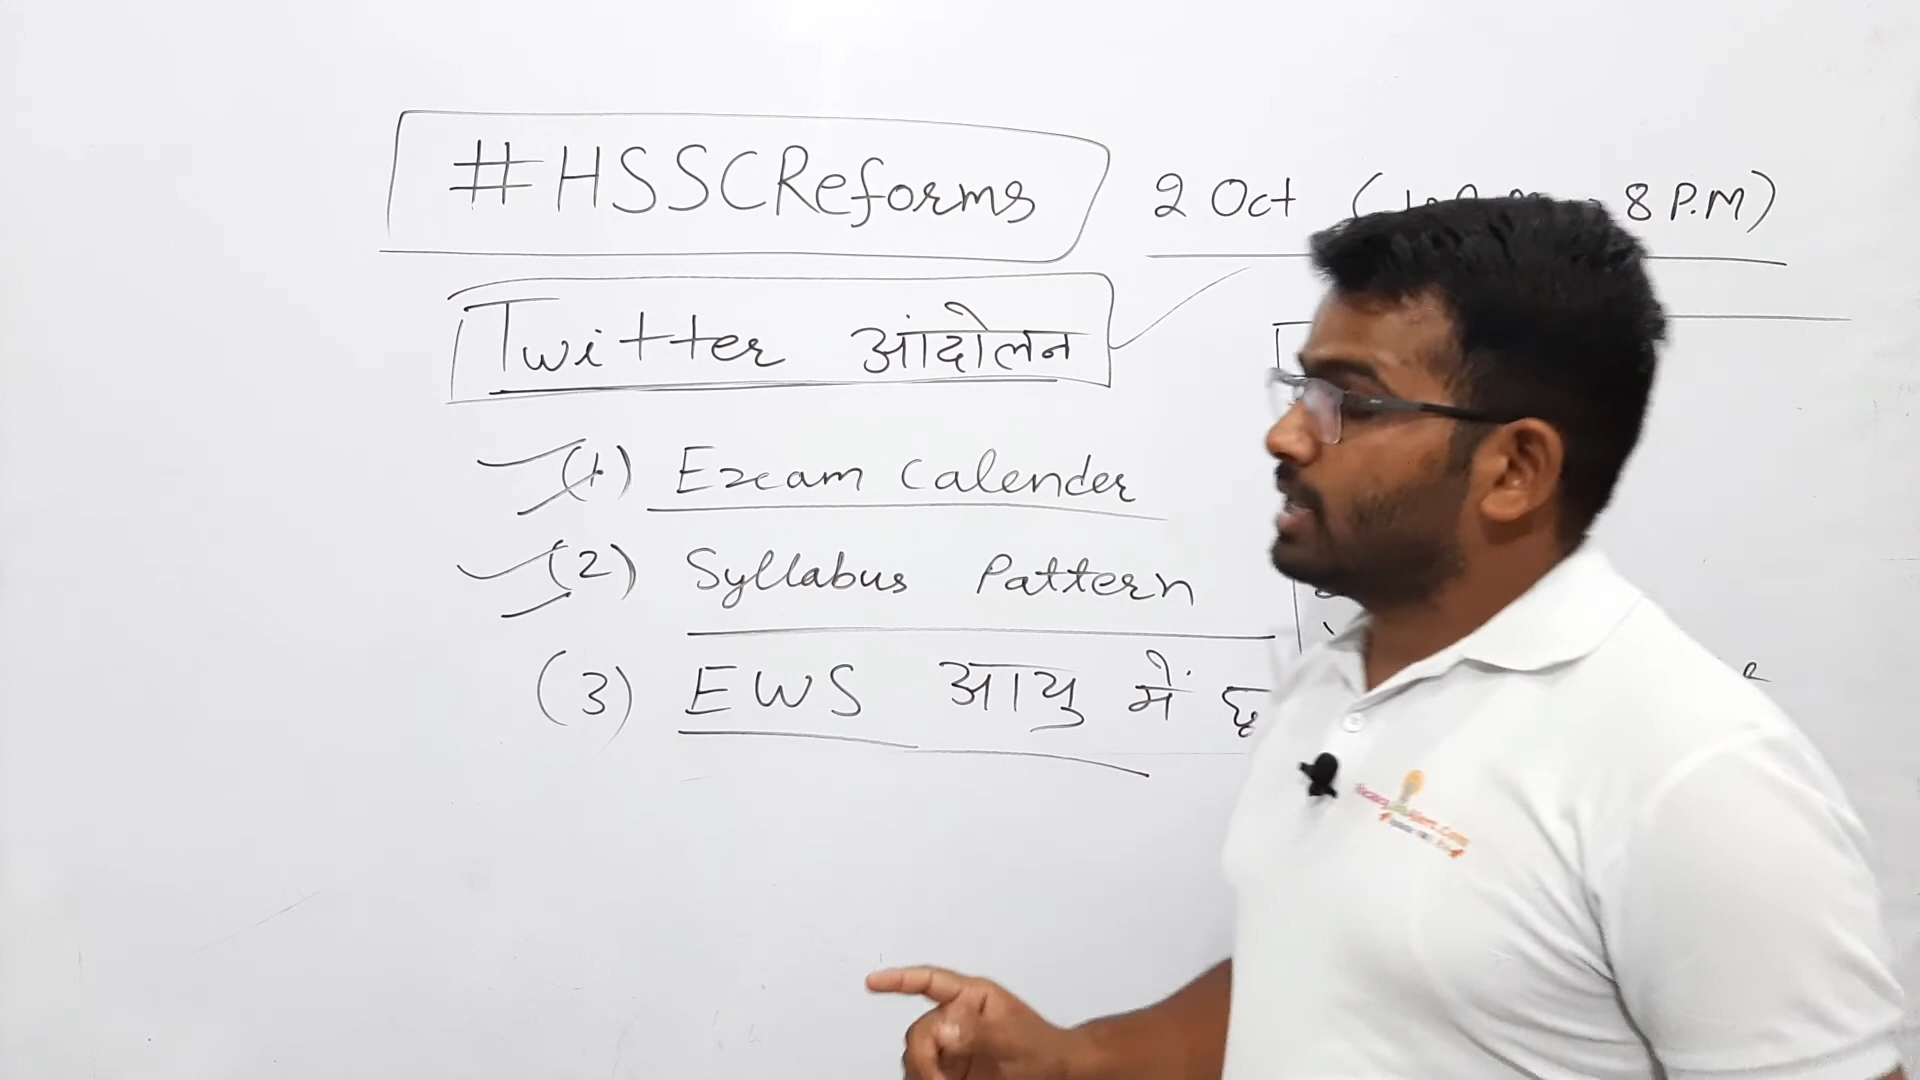 #HSSCReforms
2 Oct ( 8 P.M)
Twitter आंदोलन
(1) Exam Calender
(2) Syllabus Pattern
(3) EWS आयु में